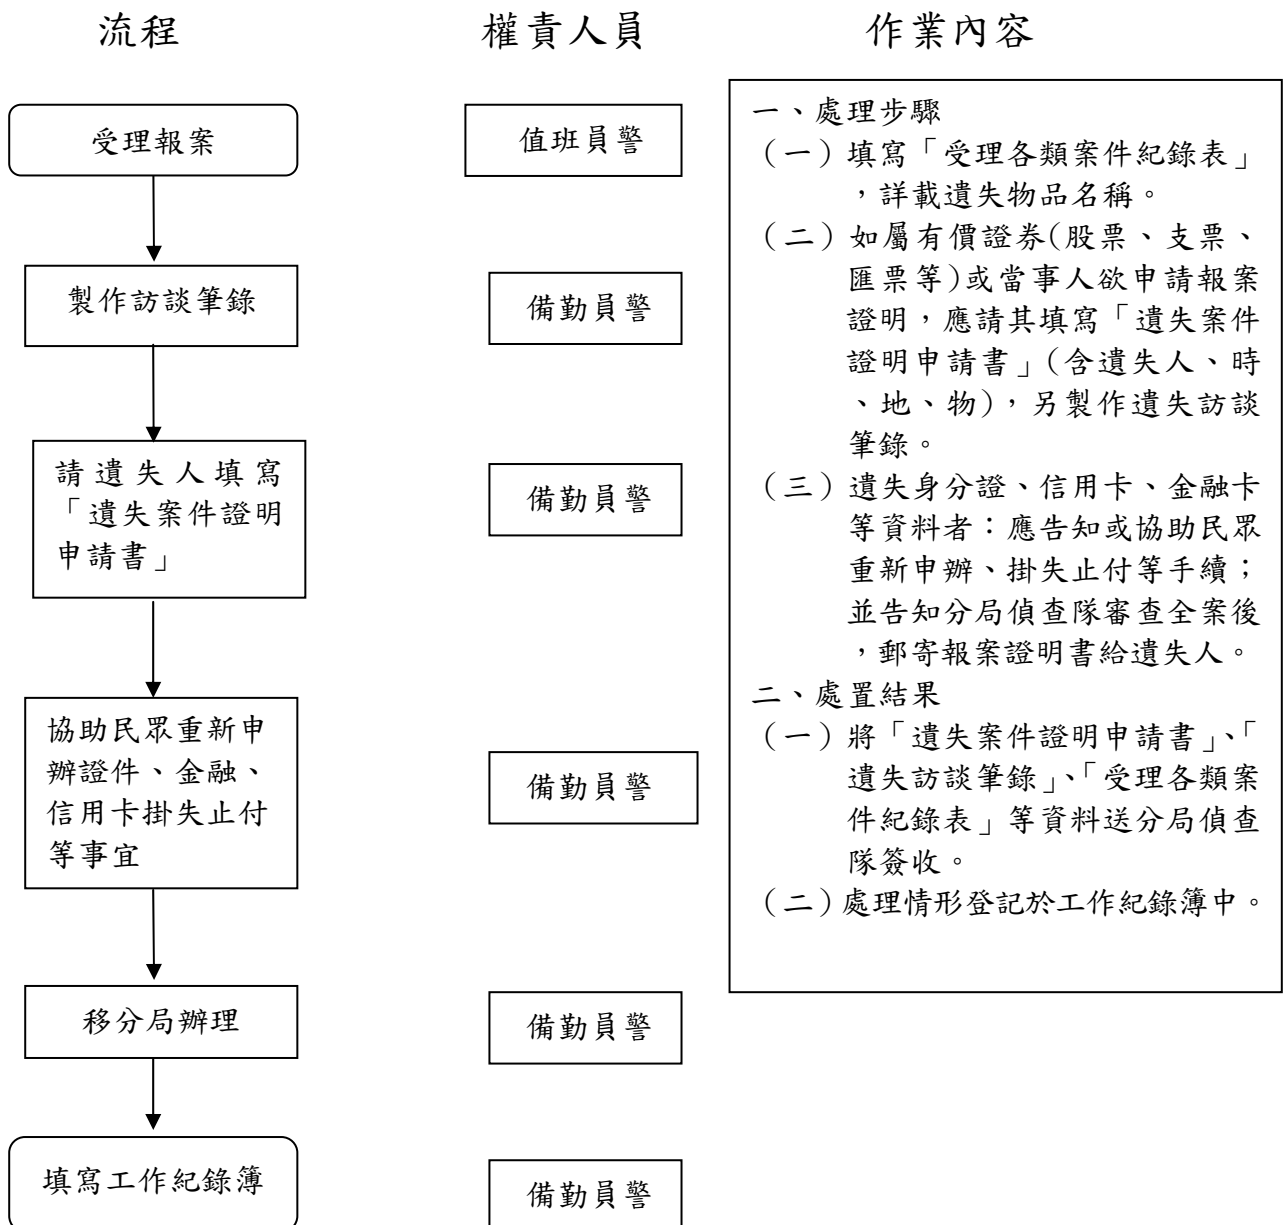 流程
權責人員
作業內容
受理報案
值班員警
製作訪談筆錄
備勤員警
請遺失人填寫
「遺失案件證明
申請書」
備勤員警
協助民眾重新申
辦證件、金融、
信用卡掛失止付
等事宜
備勤員警
移分局辦理
備勤員警
填寫工作紀錄簿
備勤員警
一、處理步驟
（一）填寫「受理各類案件紀錄表」
，詳載遺失物品名稱。
（二）如屬有價證券(股票、支票、
匯票等)或當事人欲申請報案
證明，應請其填寫「遺失案件
證明申請書」(含遺失人、時
、地、物)，另製作遺失訪談
筆錄。
（三）遺失身分證、信用卡、金融卡
等資料者：應告知或協助民眾
重新申辦、掛失止付等手續；
並告知分局偵查隊審查全案後
，郵寄報案證明書給遺失人。
二、處置結果
（一）將「遺失案件證明申請書」、「
遺失訪談筆錄」、「受理各類案
件紀錄表」等資料送分局偵查
隊簽收。
（二）處理情形登記於工作紀錄簿中。